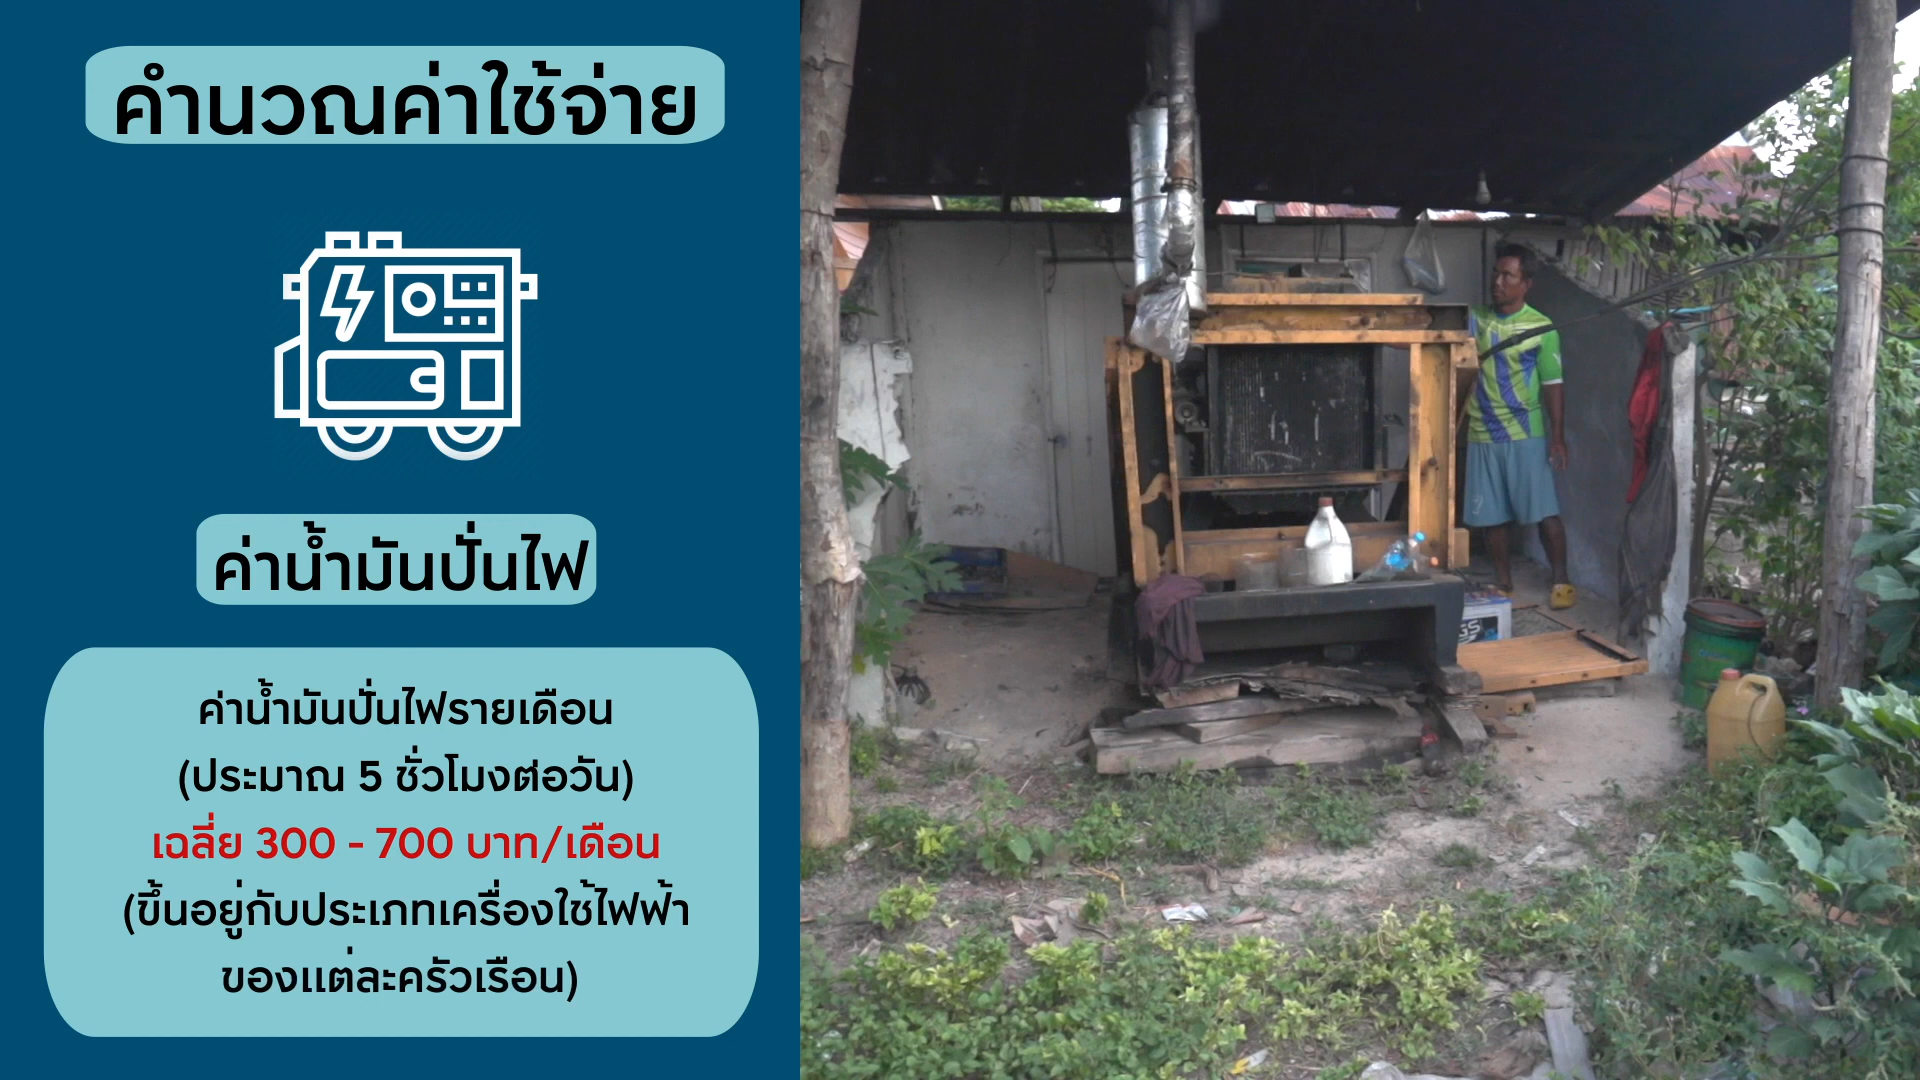 คำนวณค่าใช้จ่าย
ค่าน้ำมันปั่นไฟ
ค่าน้ำมันปั่นไฟรายเดือน
(ประมาณ 5 ชั่วโมงต่อวัน)
เฉลี่ย 300 - 700 บาท/เดือน
(ขึ้นอยู่กับประเภทเครื่องใช้ไฟฟ้า
ของแต่ละครัวเรือน)
GS